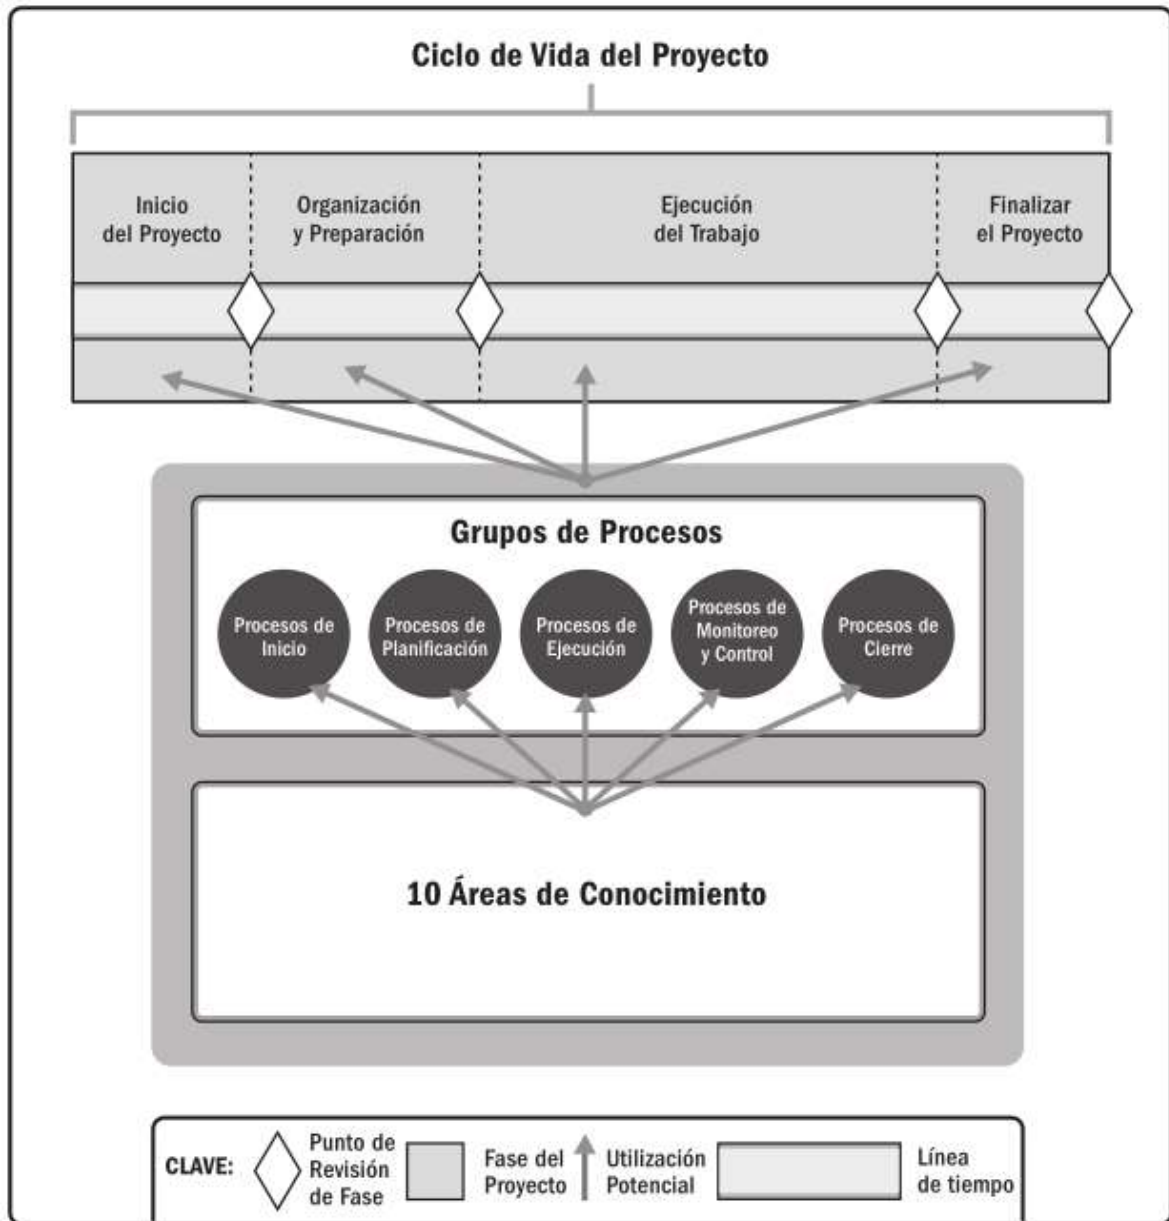 Ciclo de Vida del Proyecto
Inicio
del Proyecto
Organización
y Preparación
Ejecución
del Trabajo
Finalizar
el Proyecto
Grupos de Procesos
Procesos de
Inicio
Procesos de
Planificación
Procesos de
Ejecución
Procesos de
Monitoreo
y Control
Procesos de
Cierre
10 Áreas de Conocimiento
CLAVE:
Punto de
Revisión
de Fase
Fase del
Proyecto
Utilización
Potencial
Línea
de tiempo